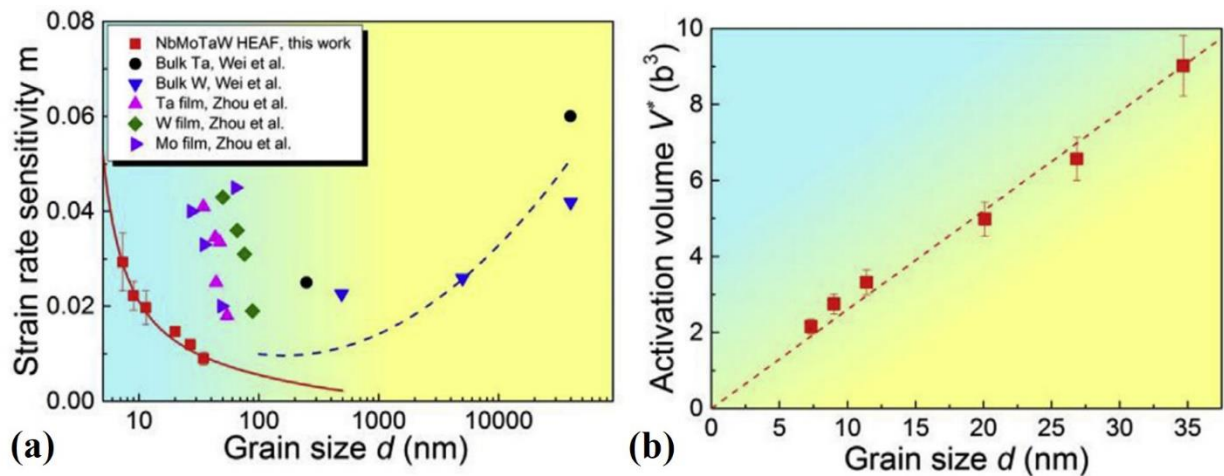 (a)
Strain rate sensitivity m
0.08
0.06
0.04
0.02
0.00
NbMoTaW HEAF, this work
Bulk Ta, Wei et al.
Bulk W, Wei et al.
Ta film, Zhou et al.
W film, Zhou et al.
Mo film, Zhou et al.
10 100 1000 10000
Grain size d (nm)
(b)
Activation volume V* (b³)
10
8
6
4
2
0
0 5 10 15 20 25 30 35
Grain size d (nm)